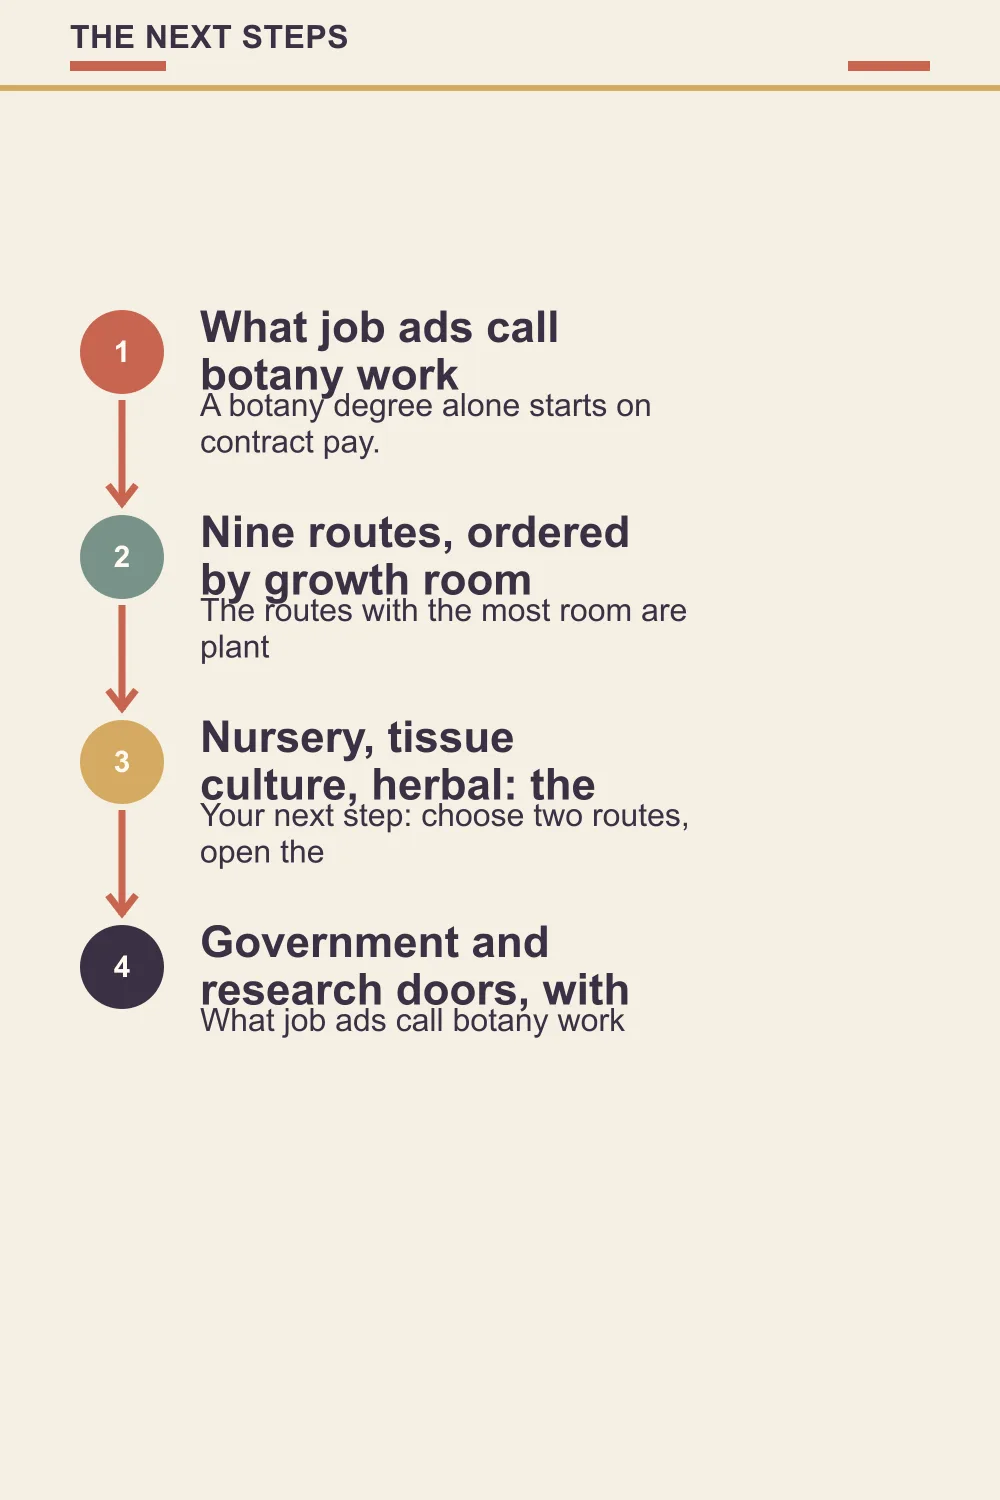 THE NEXT STEPS
1
What job ads call
botany work
A botany degree alone starts on
contract pay.
2
Nine routes, ordered
by growth room
The routes with the most room are
plant
3
Nursery, tissue
culture, herbal: the
Your next step: choose two routes,
open the
4
Government and
research doors, with
What job ads call botany work